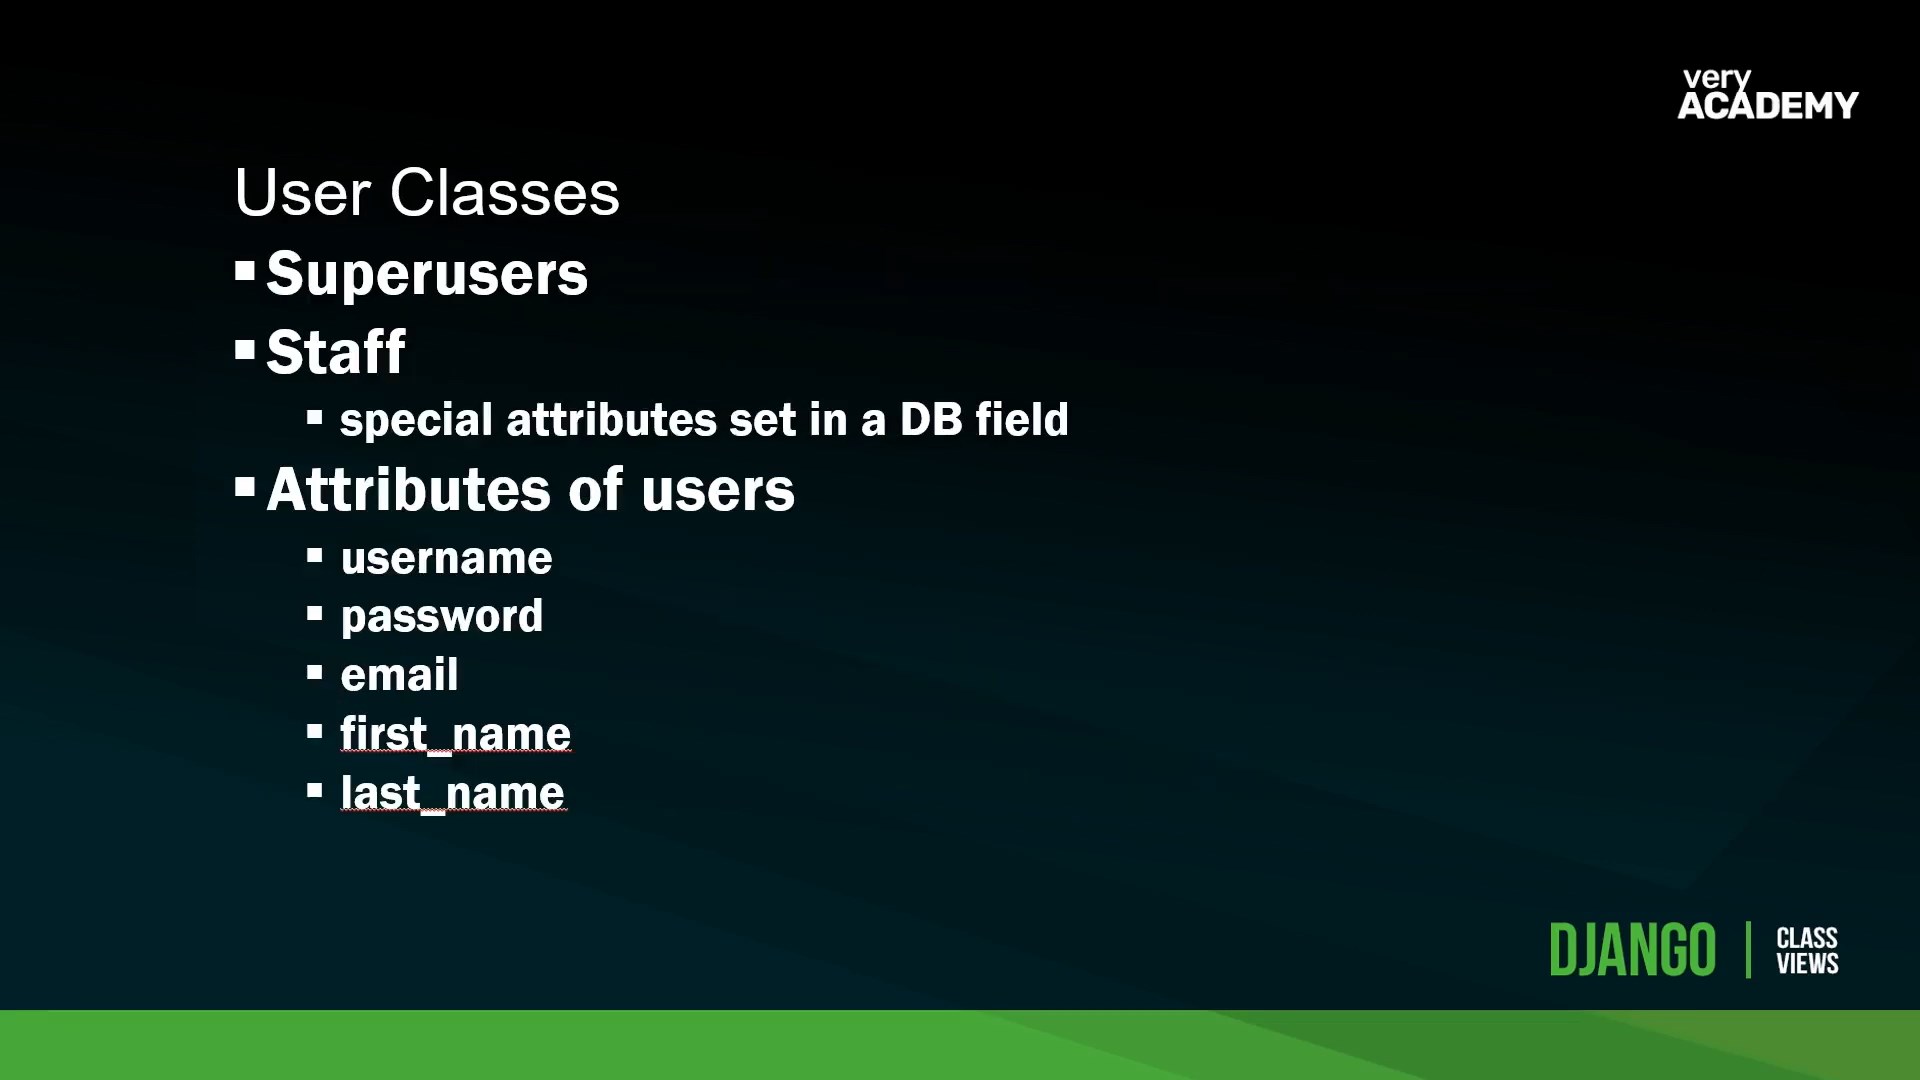 very
ACADEMY
User Classes
▪ Superusers
▪ Staff
▪ special attributes set in a DB field
▪ Attributes of users
▪ username
▪ password
▪ email
▪ first_name
▪ last_name
DJANGO | CLASS
VIEWS